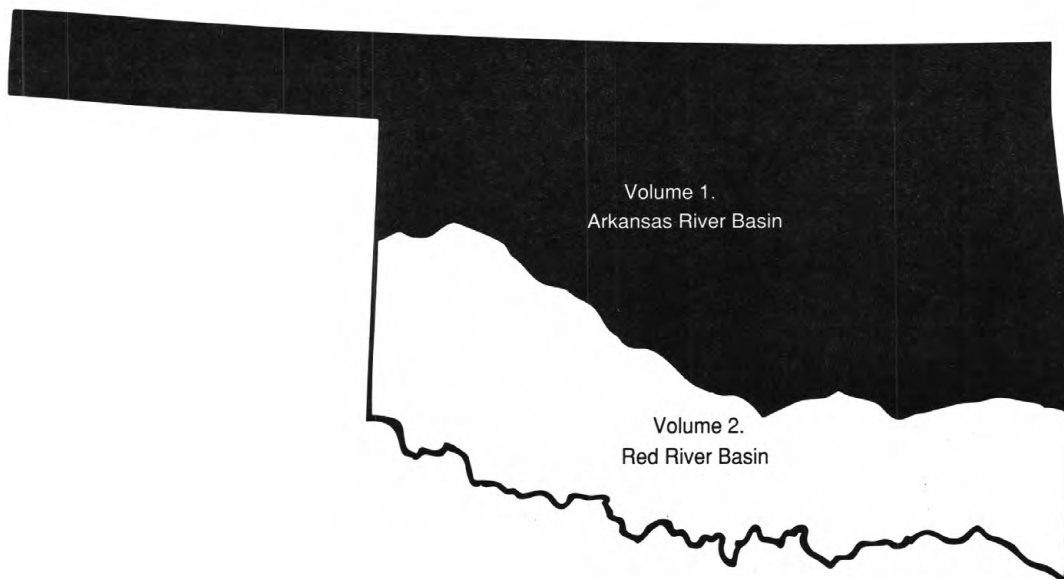 Volume 1.
Arkansas River Basin
Volume 2.
Red River Basin